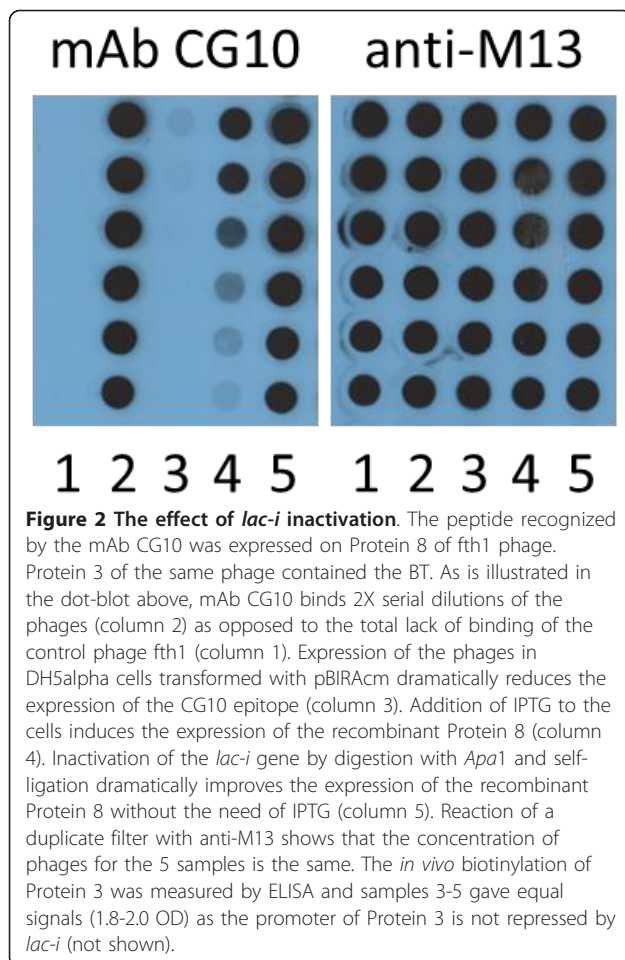 mAb CG10 anti-M13
1 2 3 4 5 1 2 3 4 5
Figure 2 The effect of lac-i inactivation. The peptide recognized
by the mAb CG10 was expressed on Protein 8 of fth1 phage.
Protein 3 of the same phage contained the BT. As is illustrated in
the dot-blot above, mAb CG10 binds 2X serial dilutions of the
phages (column 2) as opposed to the total lack of binding of the
control phage fth1 (column 1). Expression of the phages in
DH5alpha cells transformed with pBIRAcm dramatically reduces the
expression of the CG10 epitope (column 3). Addition of IPTG to the
cells induces the expression of the recombinant Protein 8 (column
4). Inactivation of the lac-i gene by digestion with Apa1 and self-
ligation dramatically improves the expression of the recombinant
Protein 8 without the need of IPTG (column 5). Reaction of a
duplicate filter with anti-M13 shows that the concentration of
phages for the 5 samples is the same. The in vivo biotinylation of
Protein 3 was measured by ELISA and samples 3-5 gave equal
signals (1.8-2.0 OD) as the promoter of Protein 3 is not repressed by
lac-i (not shown).